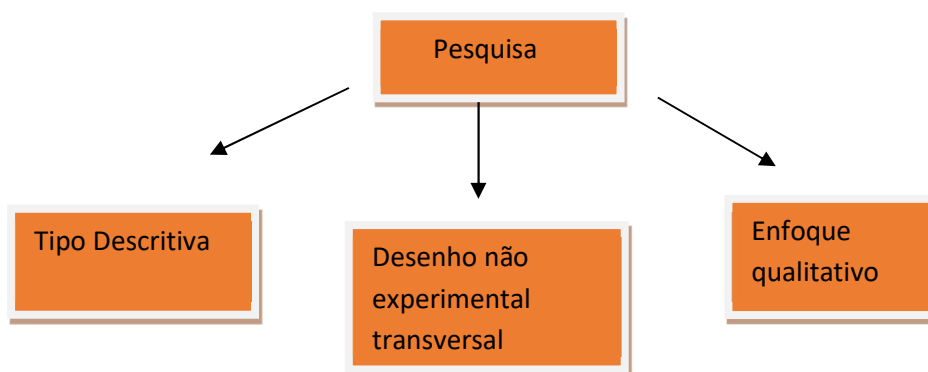 Pesquisa
Tipo Descritiva
Desenho não
experimental
transversal
Enfoque
qualitativo